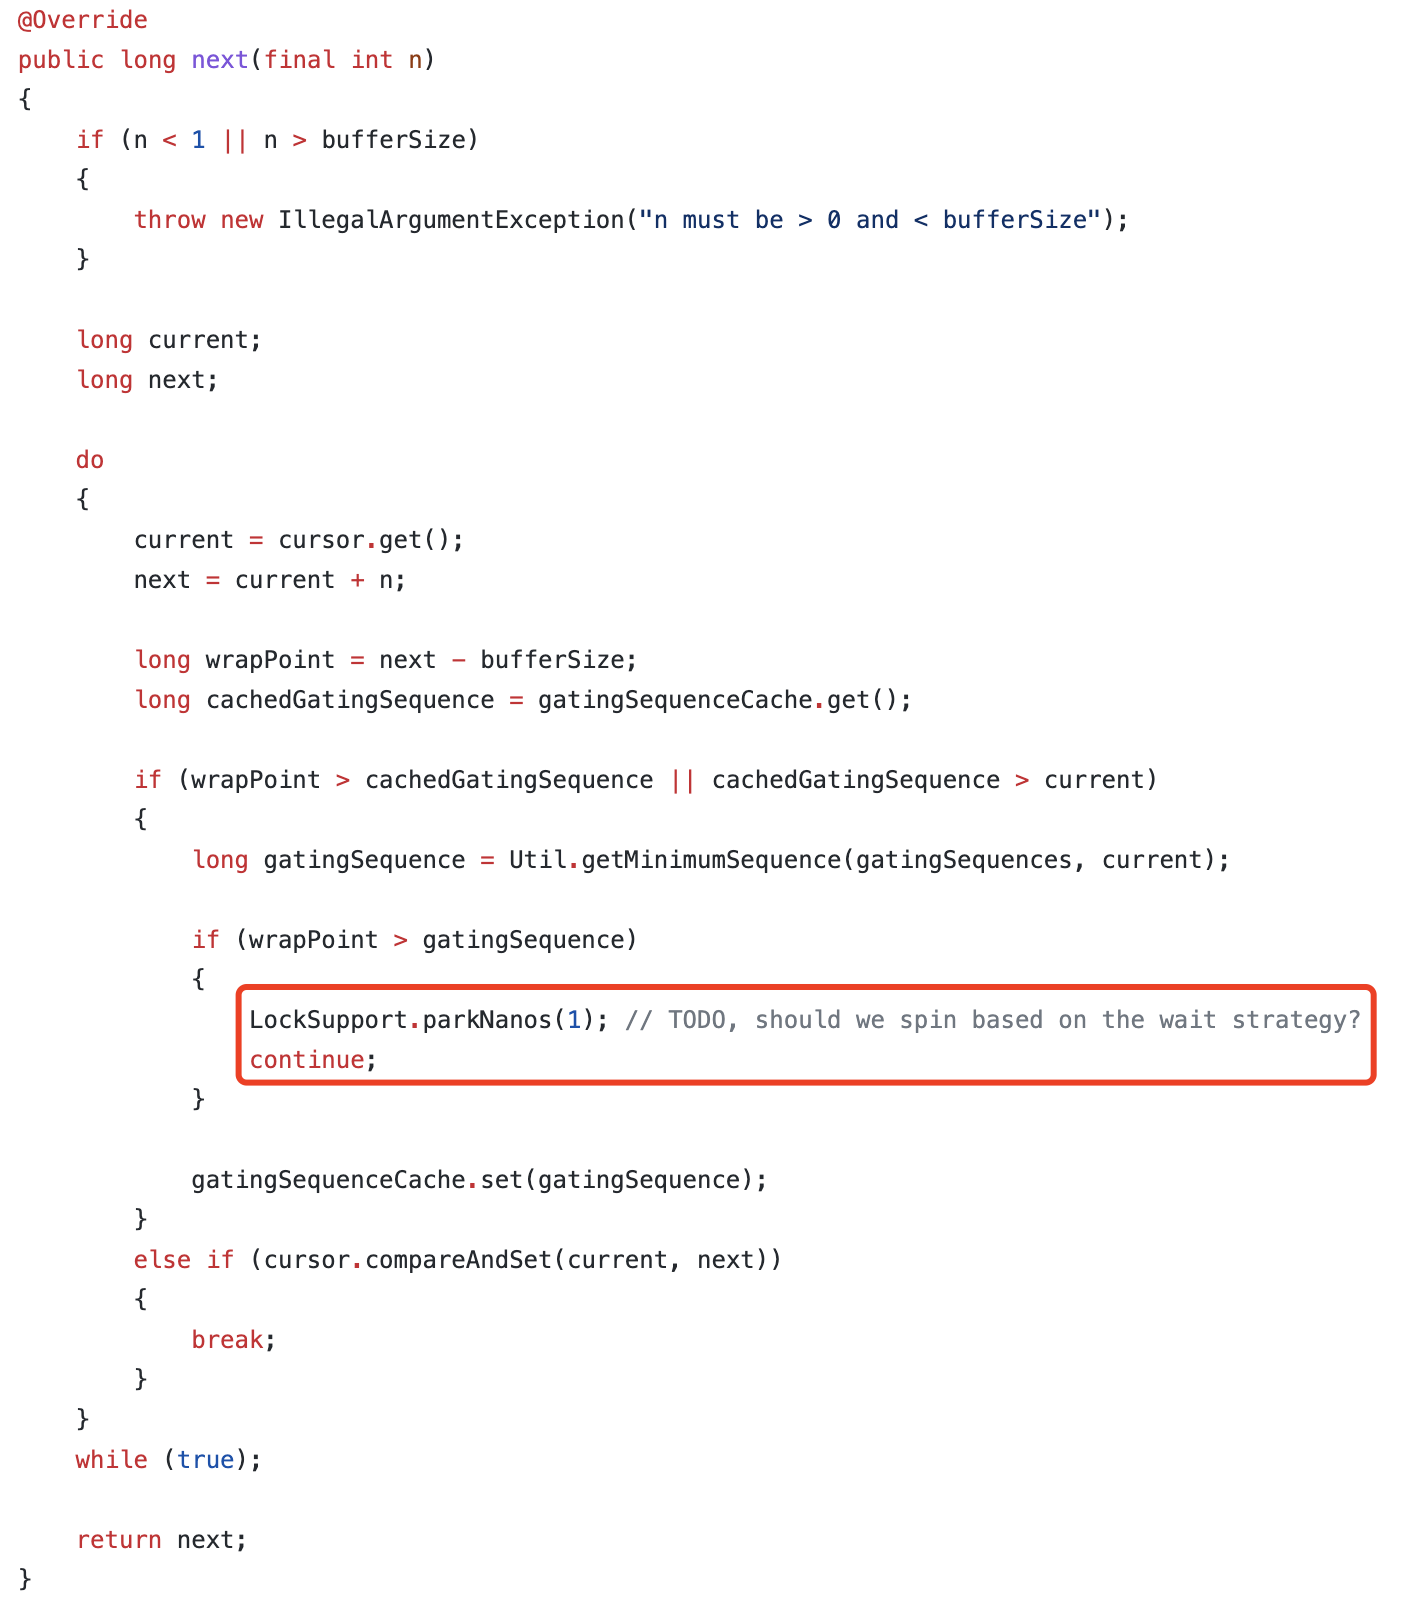 @Override
public long next(final int n)
{
    if (n < 1 || n > bufferSize)
    {
        throw new IllegalArgumentException("n must be > 0 and < bufferSize");
    }

    long current;
    long next;

    do
    {
        current = cursor.get();
        next = current + n;

        long wrapPoint = next - bufferSize;
        long cachedGatingSequence = gatingSequenceCache.get();

        if (wrapPoint > cachedGatingSequence || cachedGatingSequence > current)
        {
            long gatingSequence = Util.getMinimumSequence(gatingSequences, current);

            if (wrapPoint > gatingSequence)
            {
                LockSupport.parkNanos(1); // TODO, should we spin based on the wait strategy?
                continue;
            }

            gatingSequenceCache.set(gatingSequence);
        }
        else if (cursor.compareAndSet(current, next))
        {
            break;
        }
    }
    while (true);

    return next;
}